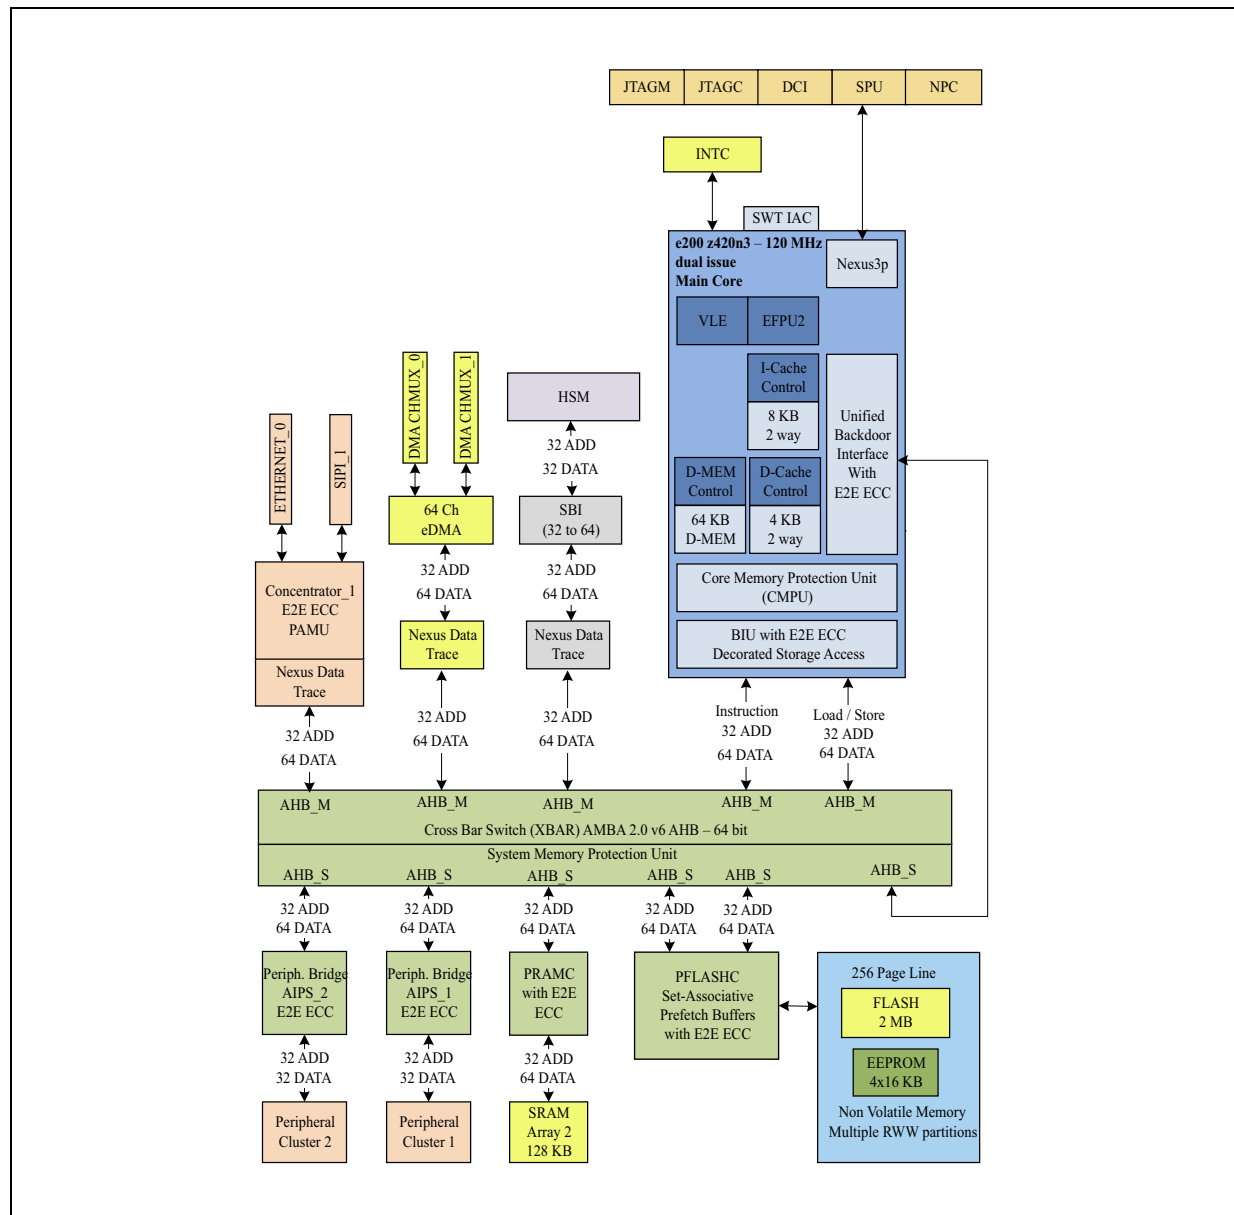 JTAGM JTAGC DCI SPU NPC
INTC
SWT IAC
e200 z420n3 – 120 MHz
dual issue
Main Core
Nexus3p
VLE EFPU2
I-Cache
Control
8 KB
2 way
Unified
Backdoor
Interface
With
E2E ECC
D-MEM
Control
D-Cache
Control
64 KB
D-MEM
4 KB
2 way
Core Memory Protection Unit
(CMPU)
BIU with E2E ECC
Decorated Storage Access
DMA CHMUX_0
DMA CHMUX_1
HSM
32 ADD
32 DATA
ETHERNET_0
SIPI_1
64 Ch
eDMA
SBI
(32 to 64)
32 ADD
64 DATA
32 ADD
64 DATA
Concentrator_1
E2E ECC
PAMU
Nexus Data
Trace
Nexus Data
Trace
Nexus Data
Trace
32 ADD
64 DATA
32 ADD
64 DATA
32 ADD
64 DATA
Instruction
32 ADD
64 DATA
Load / Store
32 ADD
64 DATA
AHB_M AHB_M AHB_M AHB_M AHB_M
Cross Bar Switch (XBAR) AMBA 2.0 v6 AHB – 64 bit
System Memory Protection Unit
AHB_S AHB_S AHB_S AHB_S AHB_S AHB_S
32 ADD
64 DATA
32 ADD
64 DATA
32 ADD
64 DATA
32 ADD
64 DATA
32 ADD
64 DATA
Periph. Bridge
AIPS_2
E2E ECC
Periph. Bridge
AIPS_1
E2E ECC
PRAMC
with E2E
ECC
PFLASHC
Set-Associative
Prefetch Buffers
with E2E ECC
256 Page Line
FLASH
2 MB
EEPROM
4x16 KB
Non Volatile Memory
Multiple RWW partitions
32 ADD
32 DATA
32 ADD
32 DATA
32 ADD
64 DATA
Peripheral
Cluster 2
Peripheral
Cluster 1
SRAM
Array 2
128 KB